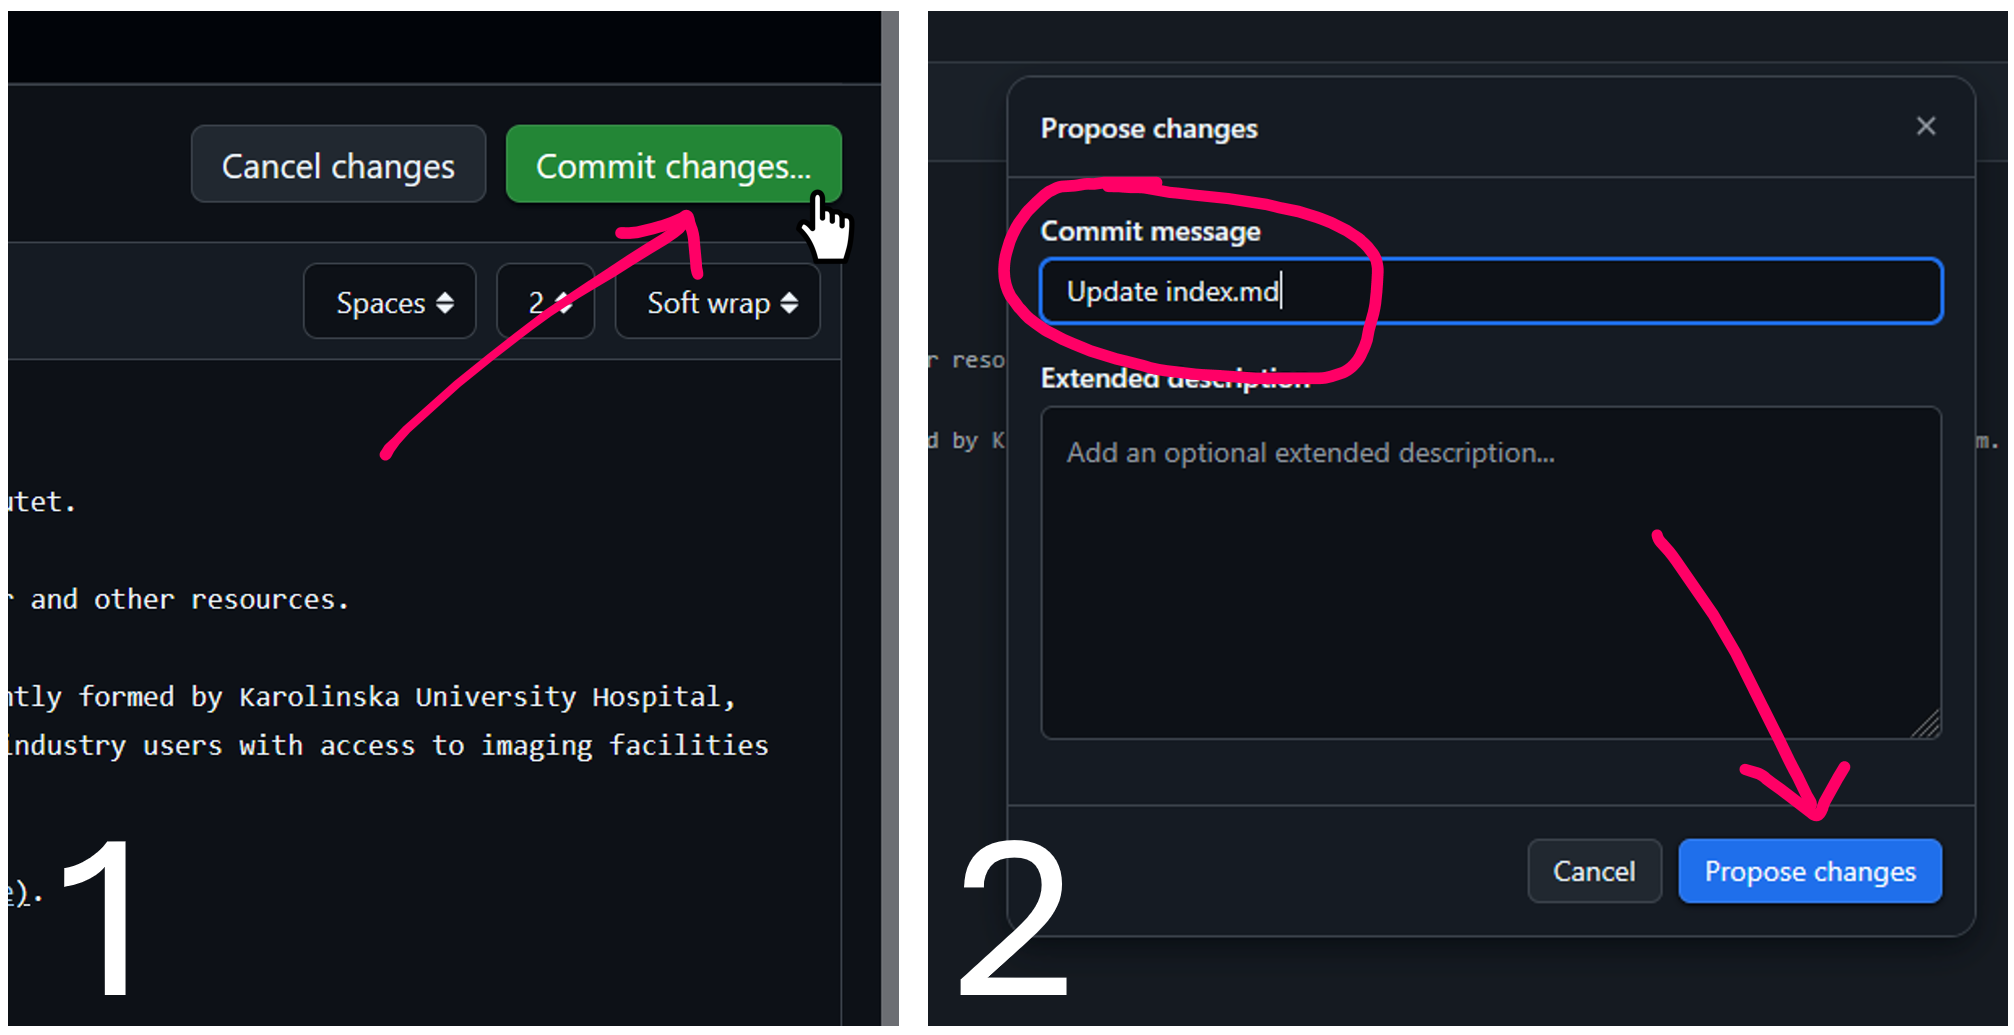 Cancel changes
Commit changes...
Spaces
2
Soft wrap
utet.
and other resources.
ntly formed by Karolinska University Hospital,
industry users with access to imaging facilities
e).
1
Propose changes
Commit message
Update index.md
r reso
Extended description
d by K
m.
Add an optional extended description...
Cancel
Propose changes
2